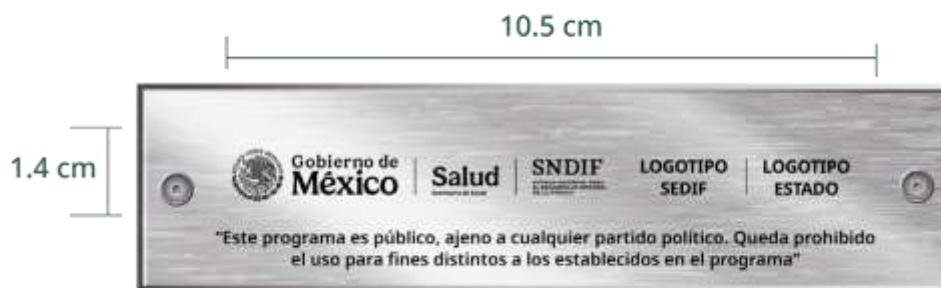 10.5 cm
1.4 cm
Gobierno de
México
Salud
SNDIF
LOGOTIPO
SEDIF
LOGOTIPO
ESTADO
“Este programa es público, ajeno a cualquier partido político. Queda prohibido
el uso para fines distintos a los establecidos en el programa”